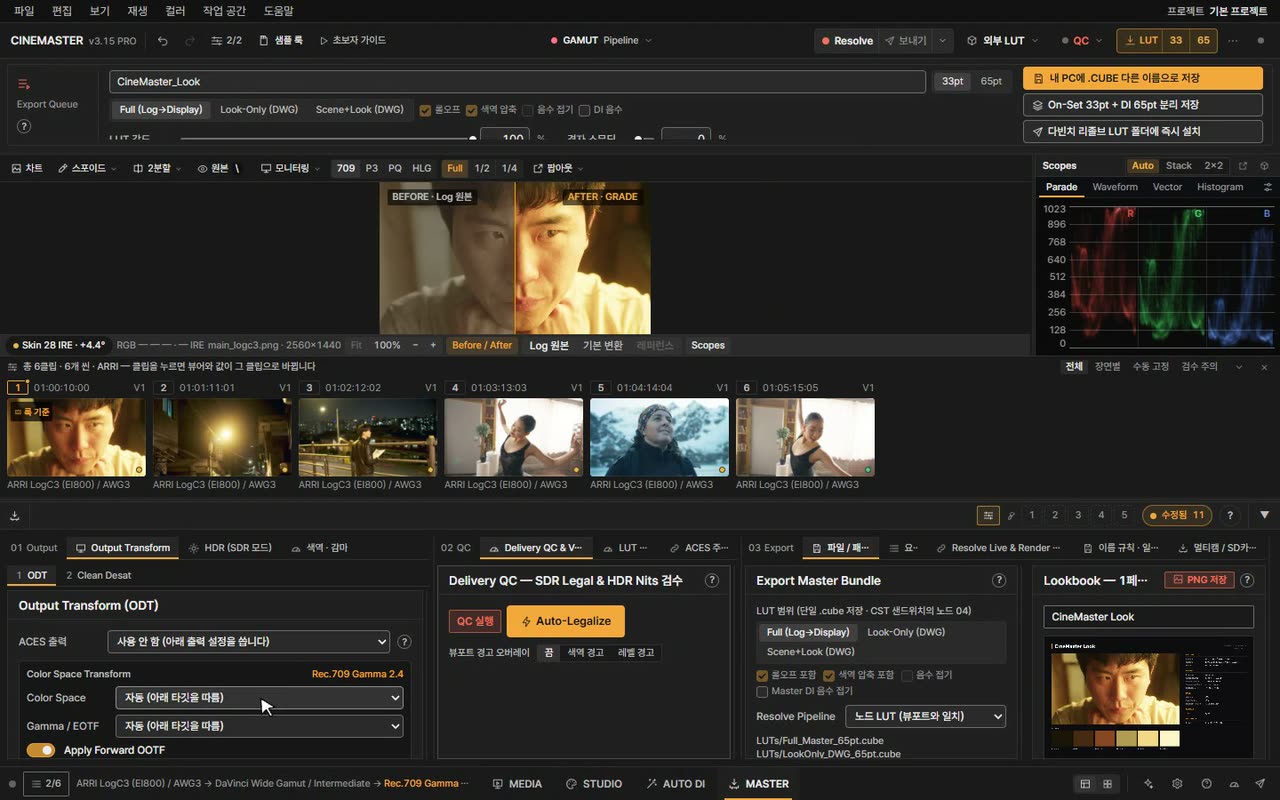 파일 편집 보기 재생 컬러 작업 공간 도움말 프로젝트 기본 프로젝트
CINEMASTER v3.15 PRO 2/2 샘플 룩 초보자 가이드 GAMUT Pipeline Resolve 보내기 외부 LUT QC LUT 33 65
Export Queue
CineMaster_Look 33pt 65pt
Full (Log→Display) Look-Only (DWG) Scene+Look (DWG) 롤오프 색역 압축 음수 접기 DI 음수
LUT 강도 100 % 격자 스무딩 0 %
내 PC에 .CUBE 다른 이름으로 저장
On-Set 33pt + DI 65pt 분리 저장
다빈치 리졸브 LUT 폴더에 즉시 설치
차트 스포이드 2분할 원본 \ 모니터링 709 P3 PQ HLG Full 1/2 1/4 팝아웃
BEFORE · Log 원본 AFTER · GRADE
Scopes Auto Stack 2×2
Parade Waveform Vector Histogram
R G B
1023
896
768
640
512
384
256
128
0
Skin 28 IRE · +4.4° RGB — — — · — IRE main_logc3.png · 2560×1440 Fit 100% − + Before / After Log 원본 기본 변환 레퍼런스 Scopes
총 6클립 · 6개 씬 · ARRI — 클립을 누르면 뷰어와 값이 그 클립으로 바뀝니다 전체 장면별 수동 고정 검수 주의
1 01:00:10:00 V1 2 01:01:11:01 V1 3 01:02:12:02 V1 4 01:03:13:03 V1 5 01:04:14:04 V1 6 01:05:15:05 V1
룩 기준
ARRI LogC3 (EI800) / AWG3 ARRI LogC3 (EI800) / AWG3 ARRI LogC3 (EI800) / AWG3 ARRI LogC3 (EI800) / AWG3 ARRI LogC3 (EI800) / AWG3 ARRI LogC3 (EI800) / AWG3
1 2 3 4 5 수정됨 11 ? ▼
01 Output Output Transform HDR (SDR 모드) 색역 · 감마
1 ODT 2 Clean Desat
Output Transform (ODT)
ACES 출력 사용 안 함 (아래 출력 설정을 씁니다) ?
Color Space Transform Rec.709 Gamma 2.4
Color Space 자동 (아래 타깃을 따름)
Gamma / EOTF 자동 (아래 타깃을 따름)
Apply Forward OOTF
02 QC Delivery QC & V··· LUT ··· ACES 주···
Delivery QC — SDR Legal & HDR Nits 검수 ?
QC 실행 Auto-Legalize
뷰포트 경고 오버레이 끔 색역 경고 레벨 경고
03 Export 파일 / 패··· 요·· Resolve Live & Render ··· 이름 규칙 · 일··· 멀티캠 / SD카···
Export Master Bundle ?
LUT 범위 (단일 .cube 저장 · CST 샌드위치의 노드 04)
Full (Log→Display) Look-Only (DWG)
Scene+Look (DWG)
롤오프 포함 색역 압축 포함 음수 접기
Master DI 음수 접기
Resolve Pipeline 노드 LUT (뷰포트와 일치)
LUTs/Full_Master_65pt.cube
LUTs/LookOnly_DWG_65pt.cube
Lookbook — 1페··· PNG 저장 ?
CineMaster Look
CineMaster Look
2/6 ARRI LogC3 (EI800) / AWG3 → DaVinci Wide Gamut / Intermediate → Rec.709 Gamma ··· MEDIA STUDIO AUTO DI MASTER